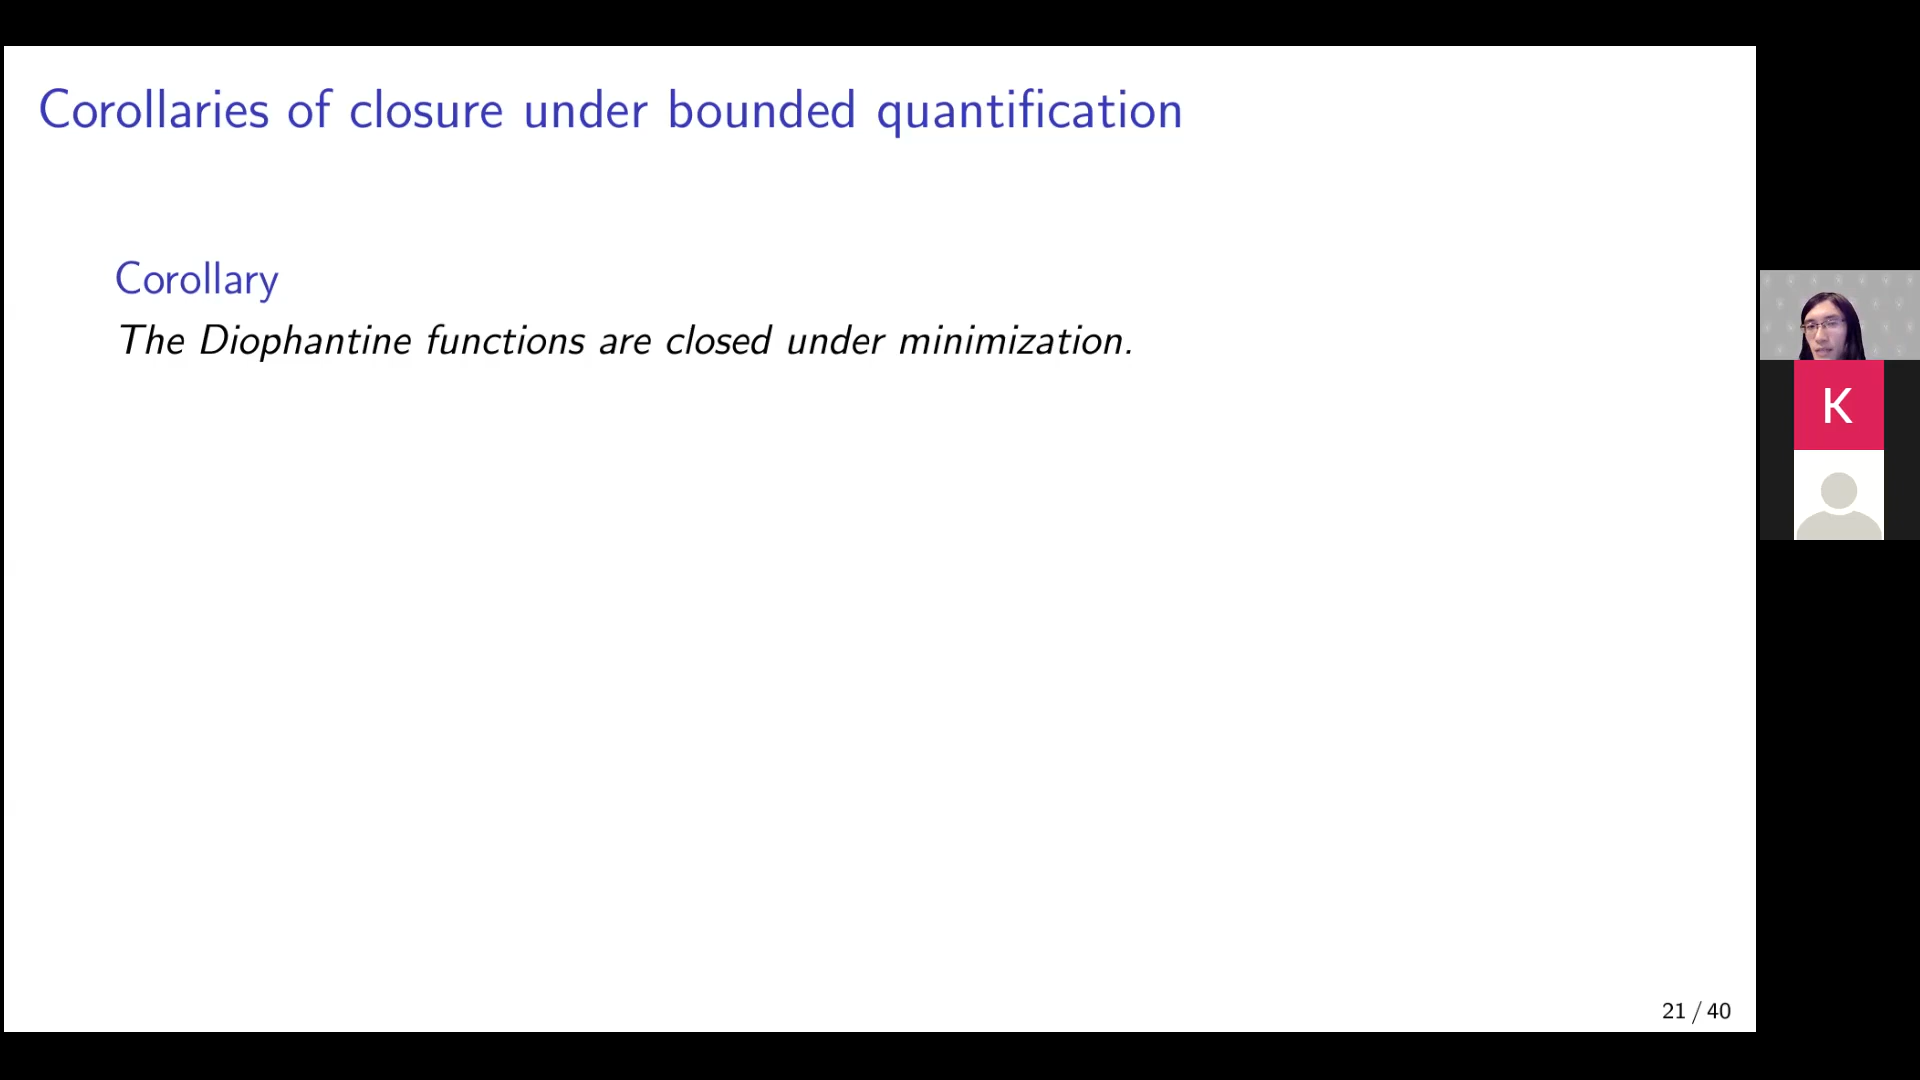 Corollaries of closure under bounded quantification
Corollary
The Diophantine functions are closed under minimization.
K
21 / 40